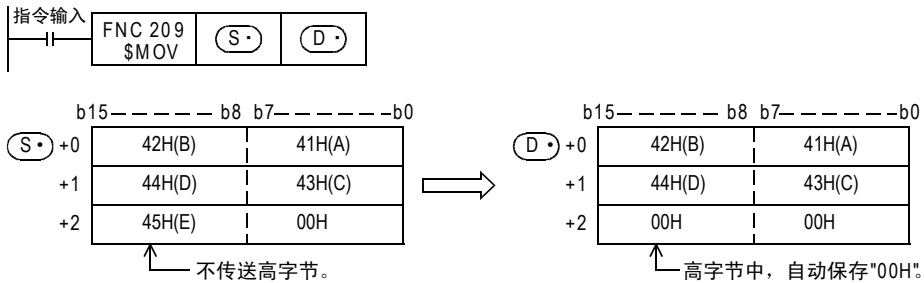 指令输入
FNC 209 $MOV S· D·
b15 b8 b7 b0 b15 b8 b7 b0
S· +0 42H(B) 41H(A) D· +0 42H(B) 41H(A)
+1 44H(D) 43H(C) +1 44H(D) 43H(C)
+2 45H(E) 00H +2 00H 00H
不传送高字节。 高字节中，自动保存"00H"。